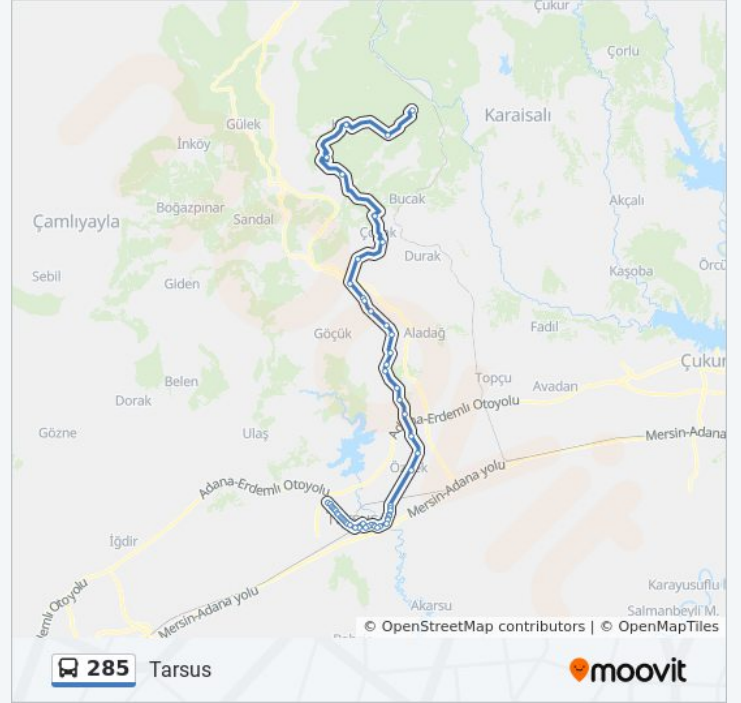 Çukur
Çorlu
Karaisalı
Gülek
İnköy
Bucak
Akçalı
Boğazpınar
Sandal
Çamlıyayla
Durak
Sebil
Giden
Kaşoba
Örcü
Göçük
Aladağ
Fadıl
Çukur
Topçu
Belen
Avadan
Dorak
Adana-Erdemli Otoyolu
Gözne
Ulaş
Mersin-Adana
Adana-Erdemli Otoyolu
Mersin-Adana yolu
İğdir
emli Otoyolu
Mersin-Adana yolu
Karayusuflu
Akarsu
Salmanbeyli M.
© OpenStreetMap contributors | © OpenMapTiles
285 Tarsus
moovit